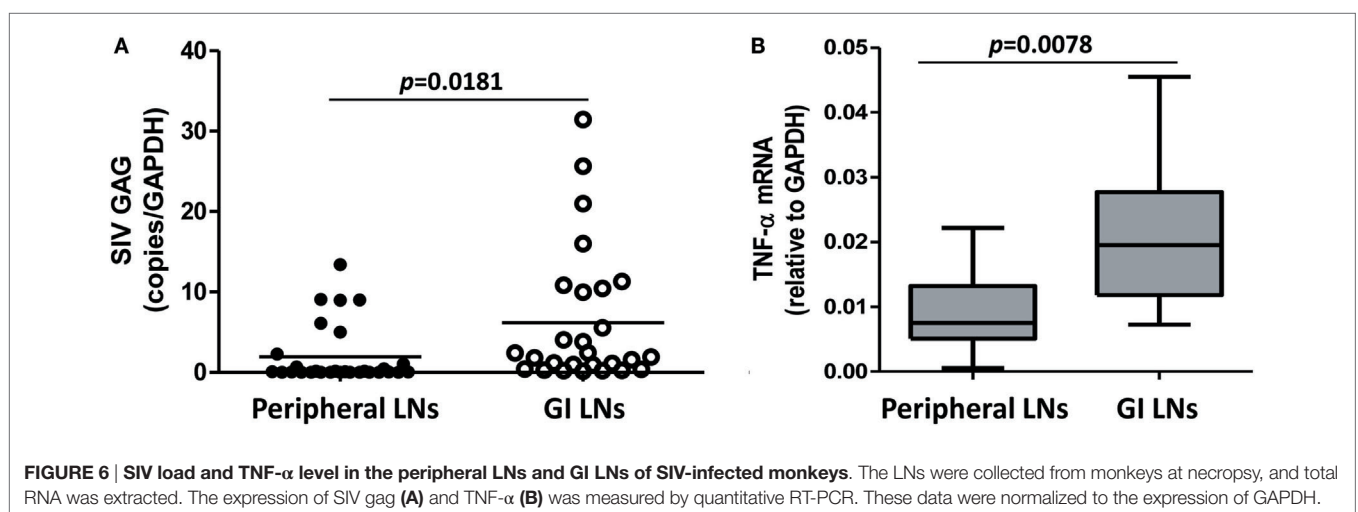 A
SIV GAG
(copies/GAPDH)
40
30
20
10
0
p=0.0181
Peripheral LNs
GI LNs
B
TNF-α mRNA
(relative to GAPDH)
0.05
0.04
0.03
0.02
0.01
0.00
p=0.0078
Peripheral LNs
GI LNs
FIGURE 6 | SIV load and TNF-α level in the peripheral LNs and GI LNs of SIV-infected monkeys. The LNs were collected from monkeys at necropsy, and total
RNA was extracted. The expression of SIV gag (A) and TNF-α (B) was measured by quantitative RT-PCR. These data were normalized to the expression of GAPDH.